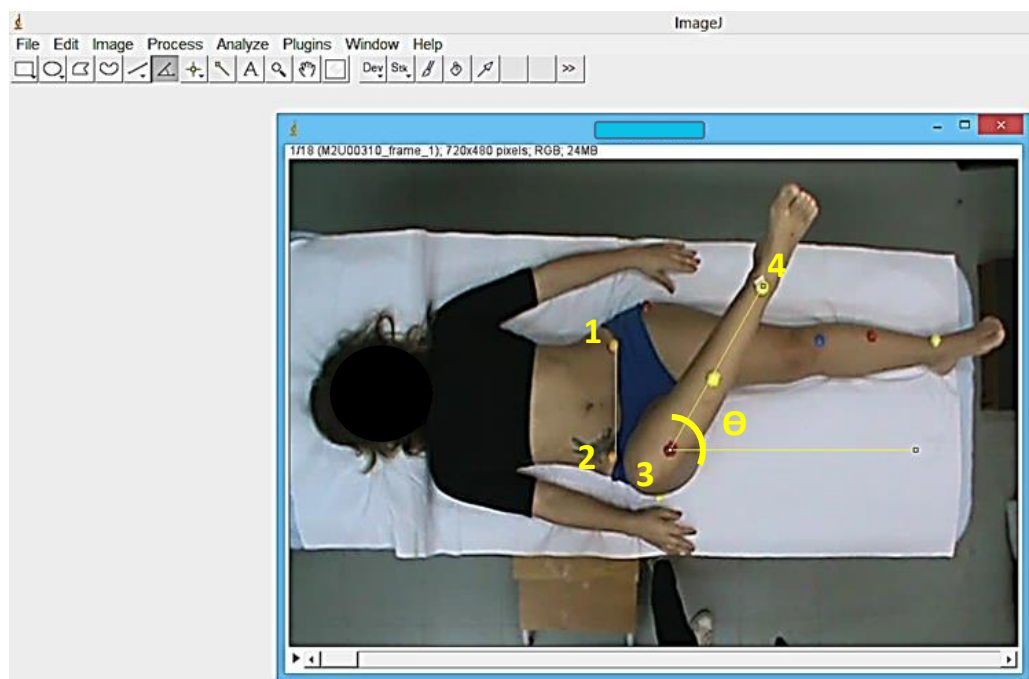 ImageJ
File Edit Image Process Analyze Plugins Window Help
A Dev Stk >>
1/18 (M2U00310_frame_1); 720x480 pixels; RGB; 24MB
4
1
Θ
2
3